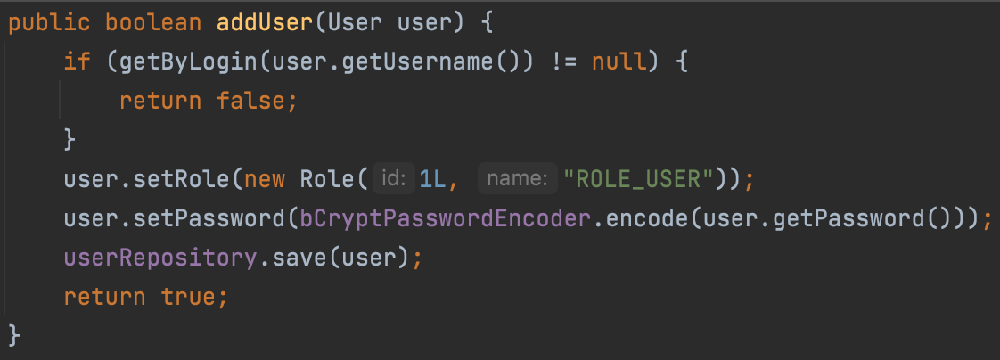 public boolean addUser(User user) {
if (getByLogin(user.getUsername()) != null) {
return false;
}
user.setRole(new Role( id: 1L, name: "ROLE_USER"));
user.setPassword(bCryptPasswordEncoder.encode(user.getPassword()));
userRepository.save(user);
return true;
}